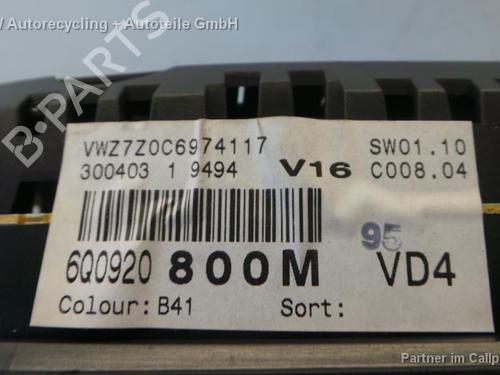 Autorecycling + Autoteile GmbH
B-PARTS
VWZ7Z0C6974117 SW01.10
300403 1 9494 V16 C008.04
95
6Q0920 800M VD4
Colour: B41 Sort:
Partner im Callp